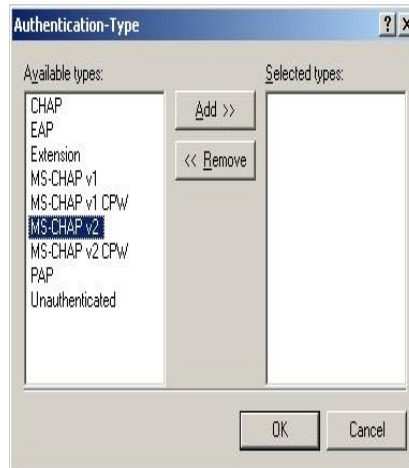 Authentication-Type
Available types:
Selected types:
CHAP
EAP
Extension
MS-CHAP v1
MS-CHAP v1 CPW
MS-CHAP v2
MS-CHAP v2 CPW
PAP
Unauthenticated
Add >>
<< Remove
OK
Cancel